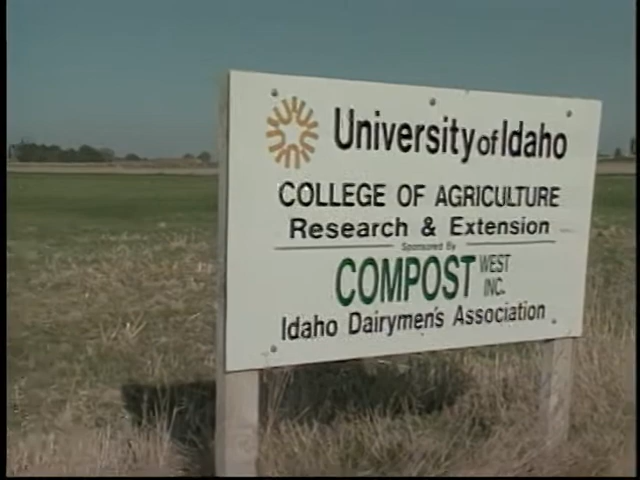 University of Idaho
COLLEGE OF AGRICULTURE
Research & Extension
Sponsored By
COMPOST WEST INC.
Idaho Dairymen's Association